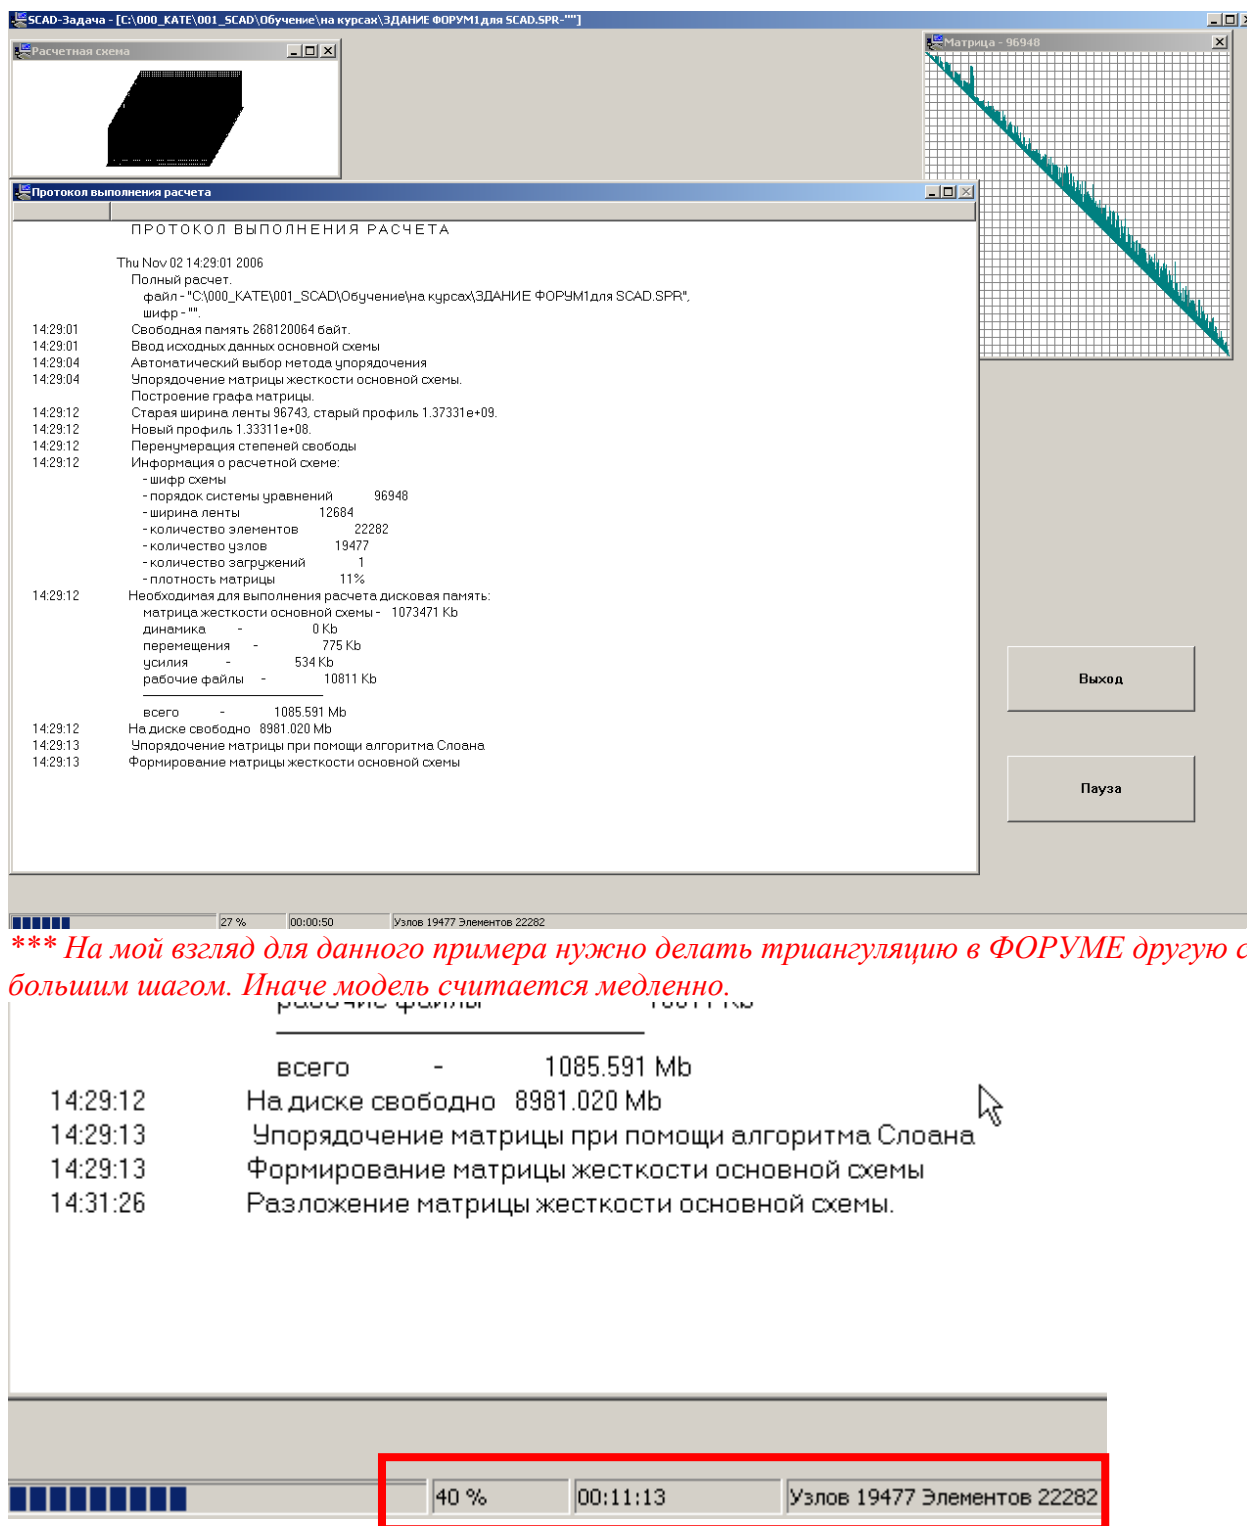 SCAD-Задача - [C:\000_KATE\001_SCAD\Обучение\на курсах\ЗДАНИЕ ФОРУМ1для SCAD.SPR-""]
Расчетная схема
Матрица - 96948
Протокол выполнения расчета
ПРОТОКОЛ ВЫПОЛНЕНИЯ РАСЧЕТА
Thu Nov 02 14:29:01 2006
Полный расчет.
файл - "C:\000_KATE\001_SCAD\Обучение\на курсах\ЗДАНИЕ ФОРУМ1для SCAD.SPR",
шифр - "".
14:29:01 Свободная память 268120064 байт.
14:29:01 Ввод исходных данных основной схемы
14:29:04 Автоматический выбор метода упорядочения
14:29:04 Упорядочение матрицы жесткости основной схемы.
Построение графа матрицы.
14:29:12 Старая ширина ленты 96743, старый профиль 1.37331e+09.
14:29:12 Новый профиль 1.33311e+08.
14:29:12 Перенумерация степеней свободы
14:29:12 Информация о расчетной схеме:
- шифр схемы
- порядок системы уравнений 96948
- ширина ленты 12684
- количество элементов 22282
- количество узлов 19477
- количество загружений 1
- плотность матрицы 11%
14:29:12 Необходимая для выполнения расчета дисковая память:
матрица жесткости основной схемы - 1073471 Kb
динамика - 0 Kb
перемещения - 775 Kb
усилия - 534 Kb
рабочие файлы - 10811 Kb
всего - 1085.591 Mb
14:29:12 На диске свободно 8981.020 Mb
14:29:13 Упорядочение матрицы при помощи алгоритма Слоана
14:29:13 Формирование матрицы жесткости основной схемы
Выход
Пауза
27 % 00:00:50 Узлов 19477 Элементов 22282
*** На мой взгляд для данного примера нужно делать триангуляцию в ФОРУМЕ другую с
большим шагом. Иначе модель считается медленно.
рабочие файлы 10811 Kb
всего - 1085.591 Mb
14:29:12 На диске свободно 8981.020 Mb
14:29:13 Упорядочение матрицы при помощи алгоритма Слоана
14:29:13 Формирование матрицы жесткости основной схемы
14:31:26 Разложение матрицы жесткости основной схемы.
40 % 00:11:13 Узлов 19477 Элементов 22282